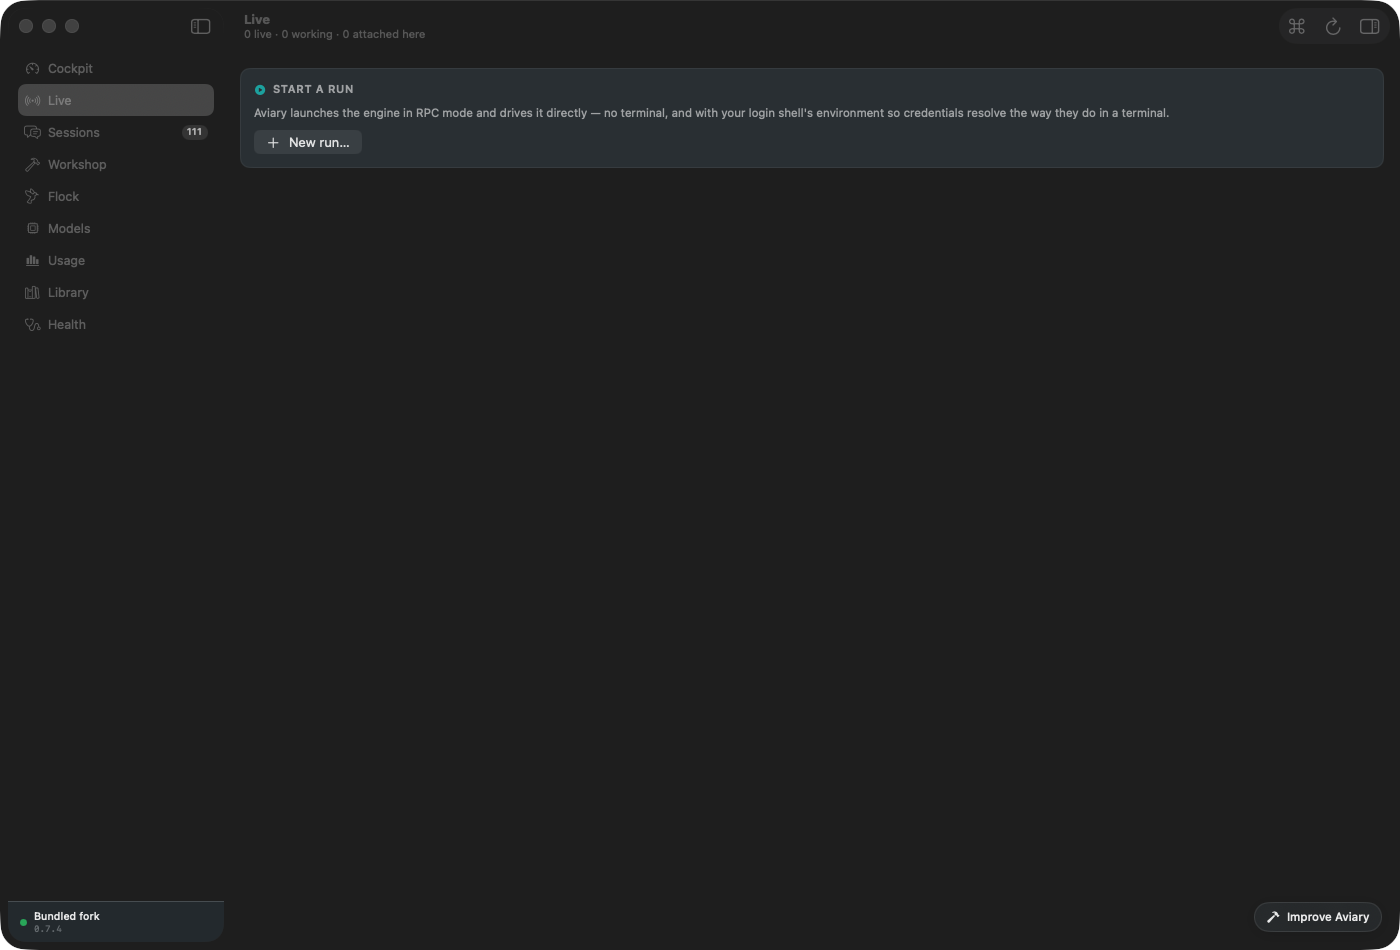 Live
0 live · 0 working · 0 attached here
Cockpit
Live
Sessions 111
Workshop
Flock
Models
Usage
Library
Health
START A RUN
Aviary launches the engine in RPC mode and drives it directly — no terminal, and with your login shell's environment so credentials resolve the way they do in a terminal.
New run...
Bundled fork
0.7.4
Improve Aviary